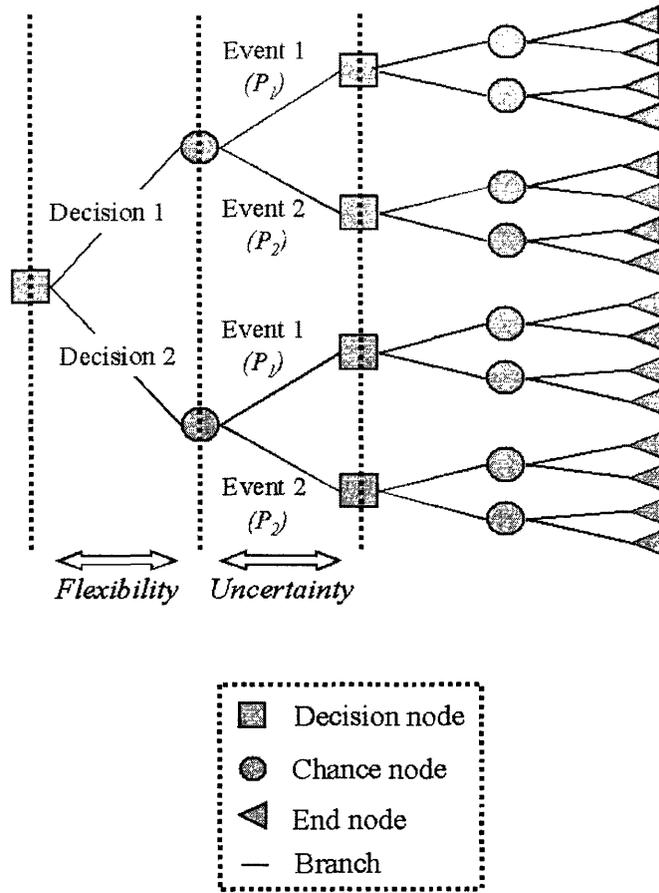 Event 1
(P1)
Decision 1
Event 2
(P2)
Decision 2
Event 1
(P1)
Event 2
(P2)
Flexibility
Uncertainty
Decision node
Chance node
End node
Branch